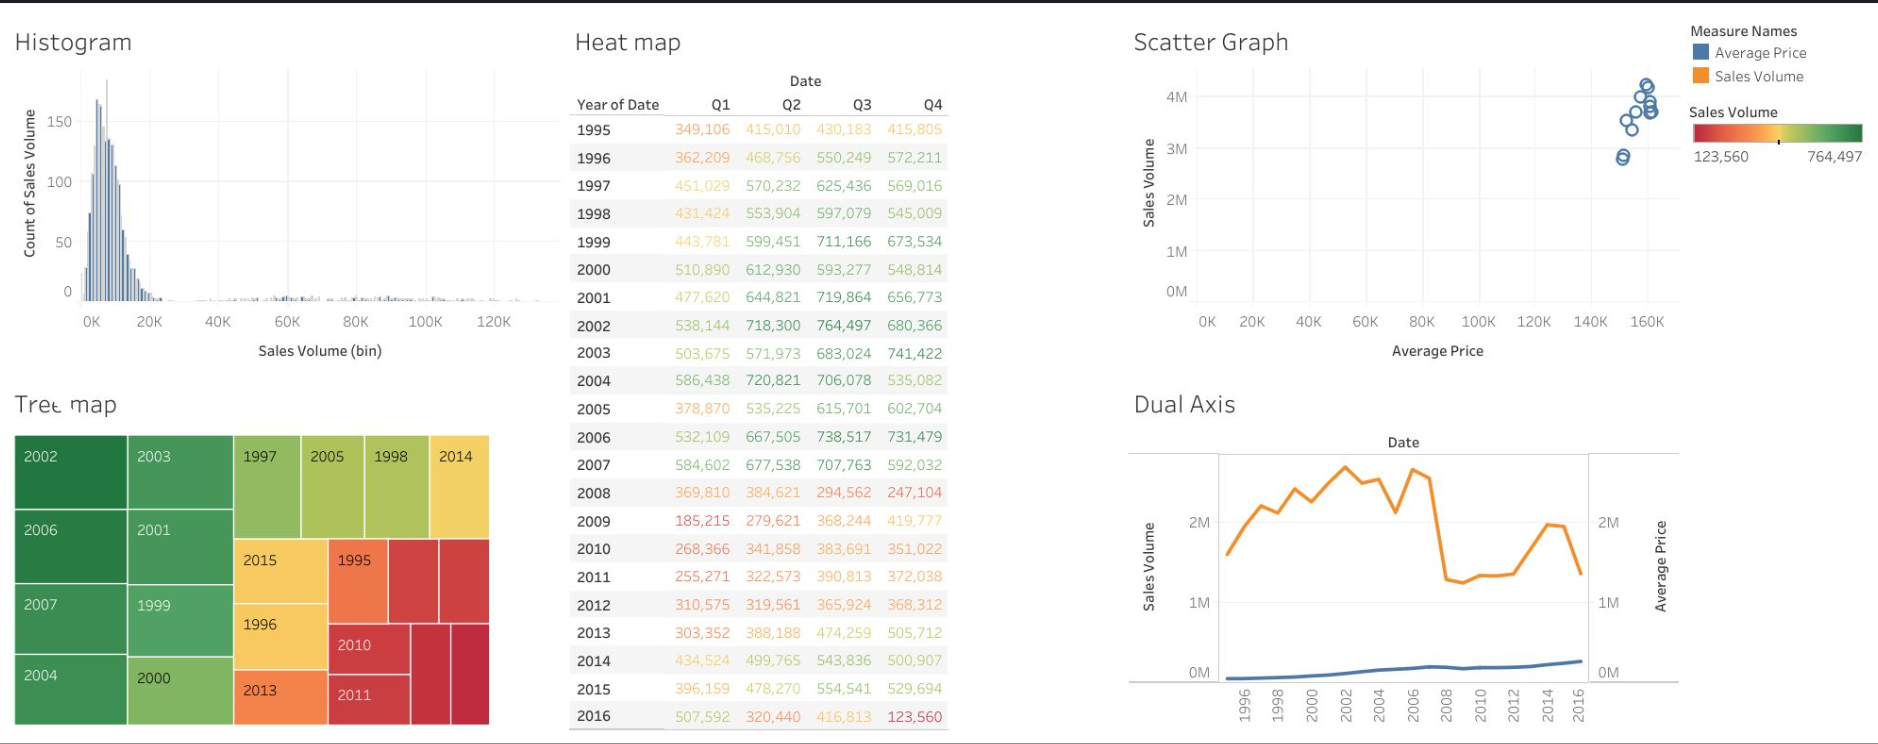 Histogram
Count of Sales Volume
150
100
50
0
0K 20K 40K 60K 80K 100K 120K
Sales Volume (bin)
Tree map
2002
2006
2007
2004
2003
2001
1999
2000
1997
2005
1998
2014
2015
1996
2013
1995
2010
2011
Heat map
Date
Year of Date Q1 Q2 Q3 Q4
1995 349,106 415,010 430,183 415,805
1996 362,209 468,756 550,249 572,211
1997 451,029 570,232 625,436 569,016
1998 431,424 553,904 597,079 545,009
1999 443,781 599,451 711,166 673,534
2000 510,890 612,930 593,277 548,814
2001 477,620 644,821 719,864 656,773
2002 538,144 718,300 764,497 680,366
2003 503,675 571,973 683,024 741,422
2004 586,438 720,821 706,078 535,082
2005 378,870 535,225 615,701 602,704
2006 532,109 667,505 738,517 731,479
2007 584,602 677,538 707,763 592,032
2008 369,810 384,621 294,562 247,104
2009 185,215 279,621 368,244 419,777
2010 268,366 341,858 383,691 351,022
2011 255,271 322,573 390,813 372,038
2012 310,575 319,561 365,924 368,312
2013 303,352 388,188 474,259 505,712
2014 434,524 499,765 543,836 500,907
2015 396,159 478,270 554,541 529,694
2016 507,592 320,440 416,813 123,560
Scatter Graph
Sales Volume
4M
3M
2M
1M
0M
0K 20K 40K 60K 80K 100K 120K 140K 160K
Average Price
Measure Names
Average Price
Sales Volume
Sales Volume
123,560 764,497
Dual Axis
Date
Sales Volume
2M
1M
0M
2M
1M
0M
Average Price
1996 1998 2000 2002 2004 2006 2008 2010 2012 2014 2016